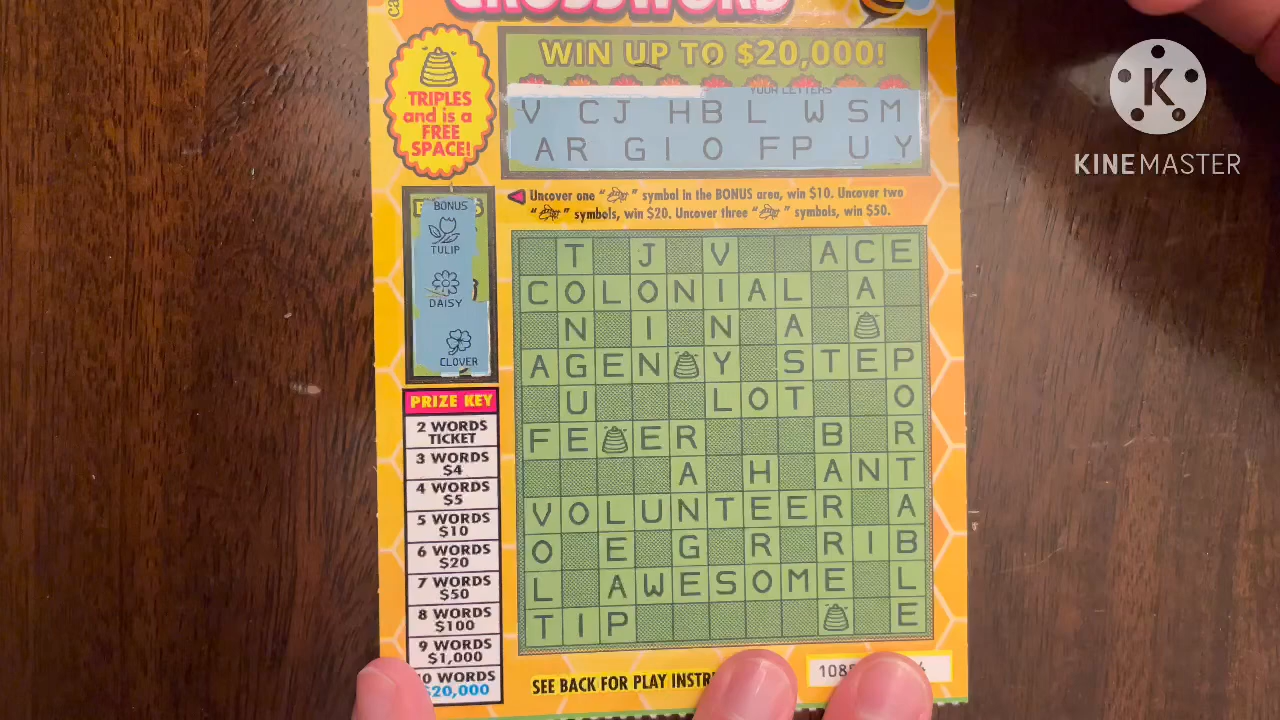 CROSSWORD
WIN UP TO $20,000!
TRIPLES
and is a
FREE
SPACE!
YOUR LETTERS
V C J H B L W S M
A R G I O F P U Y
Uncover one " " symbol in the BONUS area, win $10. Uncover two
" " symbols, win $20. Uncover three " " symbols, win $50.
BONUS
TULIP
DAISY
CLOVER
PRIZE KEY
2 WORDS
TICKET
3 WORDS
$4
4 WORDS
$5
5 WORDS
$10
6 WORDS
$20
7 WORDS
$50
8 WORDS
$100
9 WORDS
$1,000
WORDS
$20,000
T J V A C E
C O L O N I A L A
N I N A
A G E N Y S T E P
U L O T O
F E E R B R
A H A N T
V O L U N T E E R A
O E G R R I B
L A W E S O M E L
T I P E
SEE BACK FOR PLAY
KINEMASTER